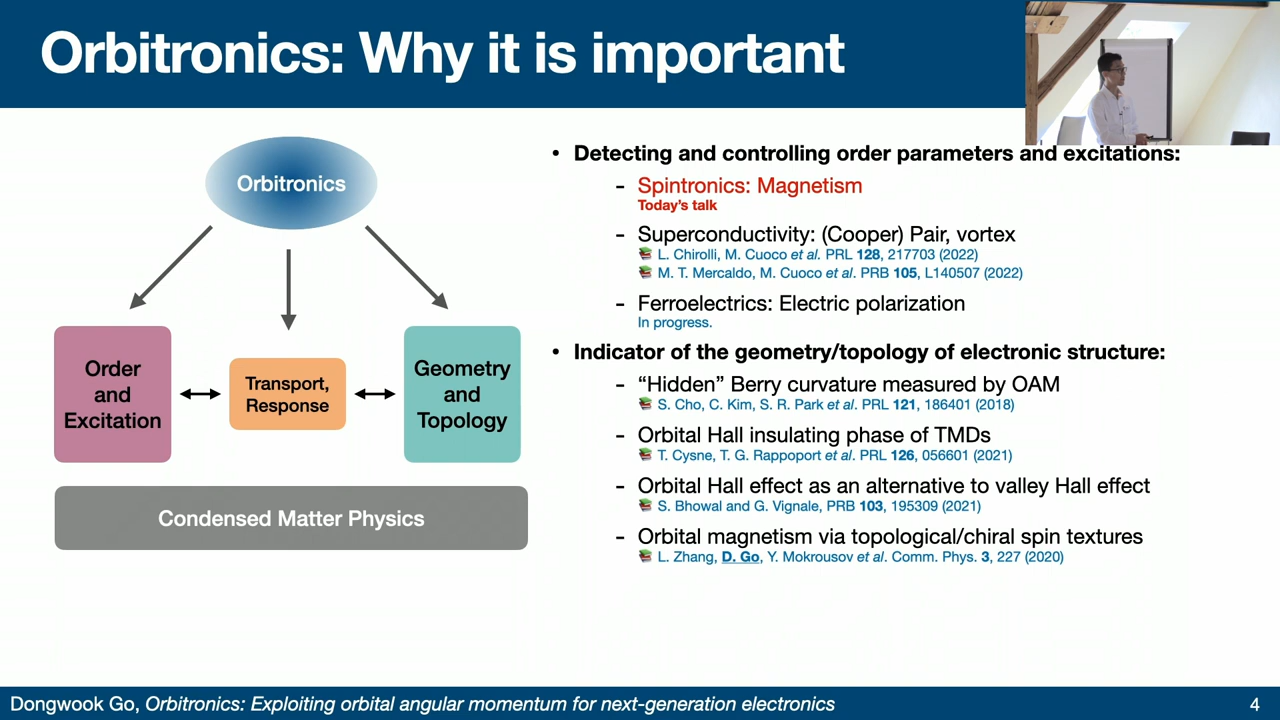 Orbitronics: Why it is important
Orbitronics
Order
and
Excitation
Transport,
Response
Geometry
and
Topology
Condensed Matter Physics
• Detecting and controlling order parameters and excitations:
- Spintronics: Magnetism
Today's talk
- Superconductivity: (Cooper) Pair, vortex
L. Chirolli, M. Cuoco et al. PRL 128, 217703 (2022)
M. T. Mercaldo, M. Cuoco et al. PRB 105, L140507 (2022)
- Ferroelectrics: Electric polarization
In progress.
• Indicator of the geometry/topology of electronic structure:
- “Hidden” Berry curvature measured by OAM
S. Cho, C. Kim, S. R. Park et al. PRL 121, 186401 (2018)
- Orbital Hall insulating phase of TMDs
T. Cysne, T. G. Rappoport et al. PRL 126, 056601 (2021)
- Orbital Hall effect as an alternative to valley Hall effect
S. Bhowal and G. Vignale, PRB 103, 195309 (2021)
- Orbital magnetism via topological/chiral spin textures
L. Zhang, D. Go, Y. Mokrousov et al. Comm. Phys. 3, 227 (2020)
Dongwook Go, Orbitronics: Exploiting orbital angular momentum for next-generation electronics
4